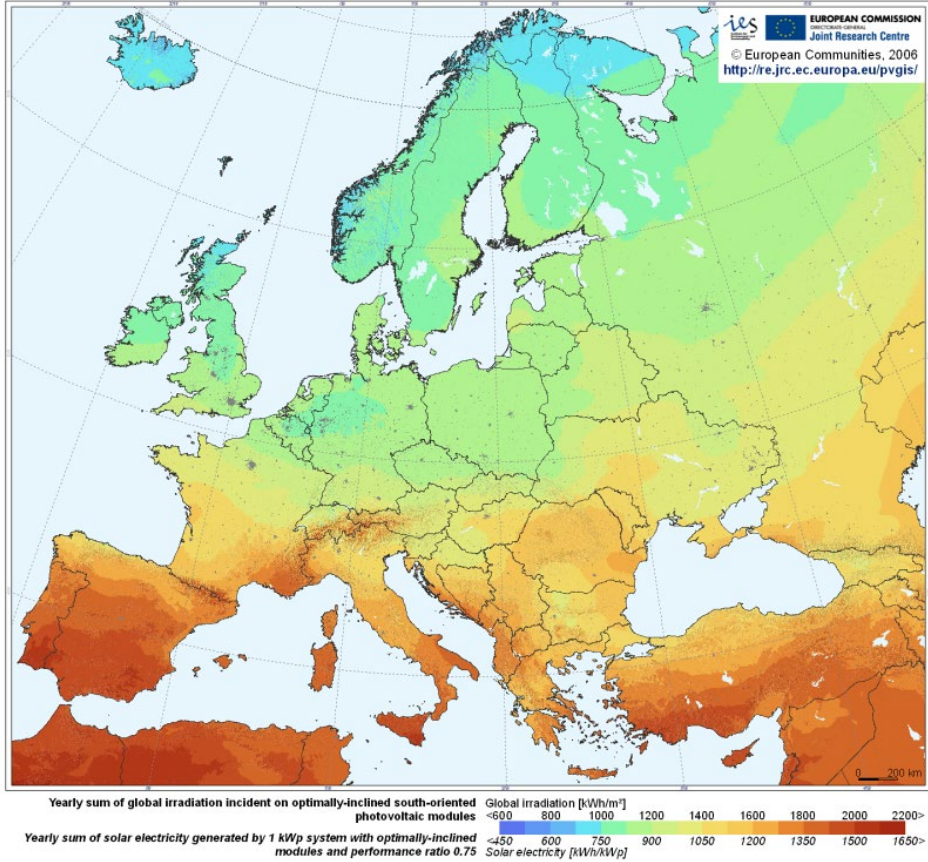 ies
EUROPEAN COMMISSION
DIRECTORATE-GENERAL
Joint Research Centre
© European Communities, 2006
http://re.jrc.ec.europa.eu/pvgis/
0 200 km
Yearly sum of global irradiation incident on optimally-inclined south-oriented
photovoltaic modules
Global irradiation [kWh/m²]
<600 800 1000 1200 1400 1600 1800 2000 2200>
<450 600 750 900 1050 1200 1350 1500 1650>
Yearly sum of solar electricity generated by 1 kWp system with optimally-inclined
modules and performance ratio 0.75
Solar electricity [kWh/kWp]